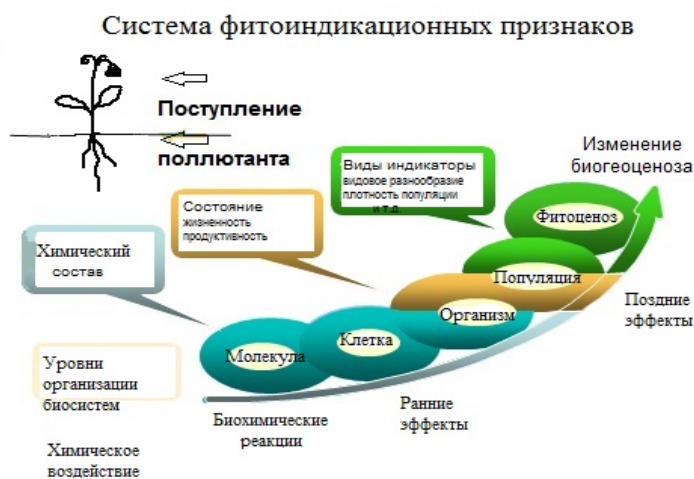 Система фитоиндикационных признаков
Поступление
поллютанта
Виды индикаторы
видовое разнообразие
плотность популяции
и т.д.
Изменение
биогеоценоза
Состояние
жизненность
продуктивность
Химический
состав
Фитоценоз
Популяция
Организм
Клетка
Молекула
Поздние
эффекты
Уровни
организации
биосистем
Биохимические
реакции
Ранние
эффекты
Химическое
воздействие